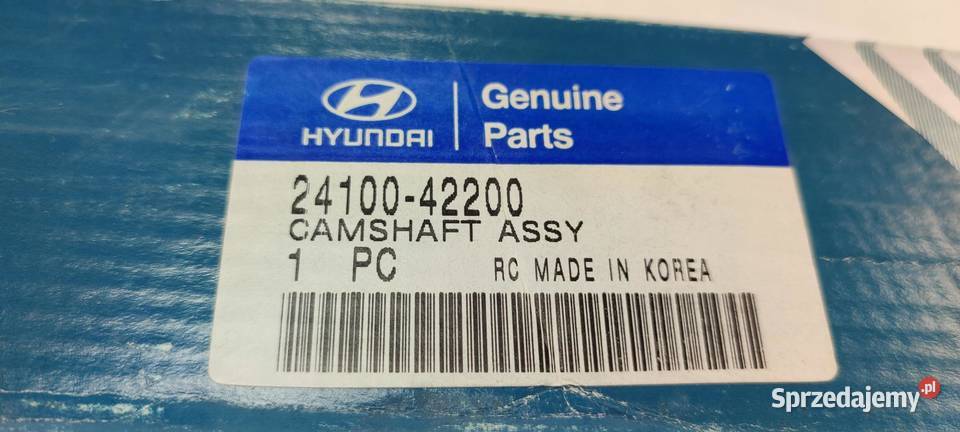 HYUNDAI
Genuine
Parts
24100-42200
CAMSHAFT ASSY
1 PC RC MADE IN KOREA
Sprzedajemy.pl